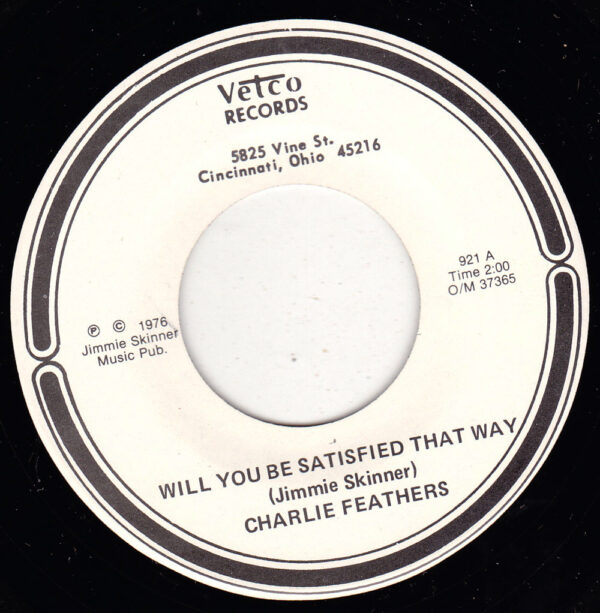 Vetco
RECORDS
5825 Vine St.
Cincinnati, Ohio 45216
921 A
Time 2:00
O/M 37365
℗ © 1976
Jimmie Skinner
Music Pub.
WILL YOU BE SATISFIED THAT WAY
(Jimmie Skinner)
CHARLIE FEATHERS